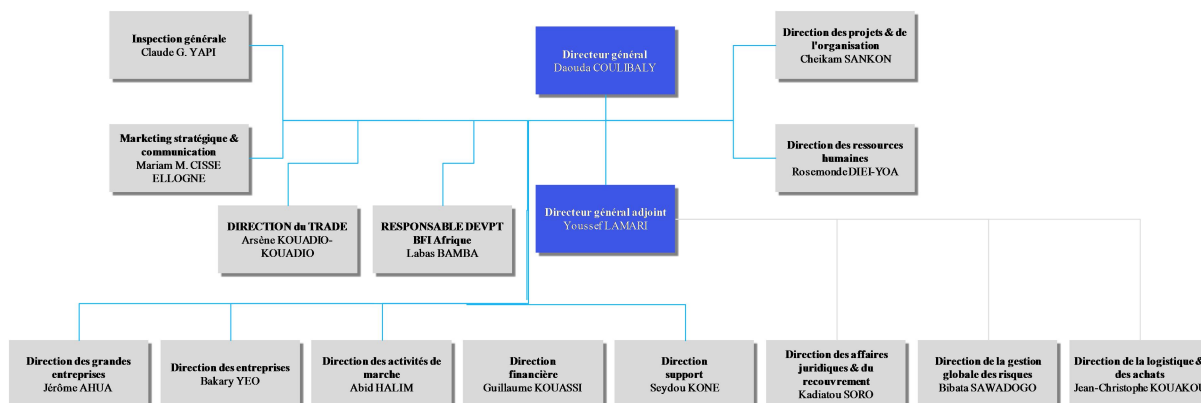 Inspection générale
Claude G. YAPI
Directeur général
Daouda COULIBALY
Direction des projets & de
l'organisation
Cheikam SANKON
Marketing stratégique &
communication
Mariam M. CISSE
ELLOGNE
Direction des ressources
humaines
Rosemonde DIEI-YOA
DIRECTION du TRADE
Arsène KOUADIO-
KOUADIO
RESPONSABLE DEVPT
BFI Afrique
Labas BAMBA
Directeur général adjoint
Youssef LAMARI
Direction des grandes
entreprises
Jérôme AHUA
Direction des entreprises
Bakary YEO
Direction des activités de
marche
Abid HALIM
Direction
financière
Guillaume KOUASSI
Direction
support
Seydou KONE
Direction des affaires
juridiques & du
recouvrement
Kadiatou SORO
Direction de la gestion
globale des risques
Bibata SAWADOGO
Direction de la logistique &
des achats
Jean-Christophe KOUAKOU